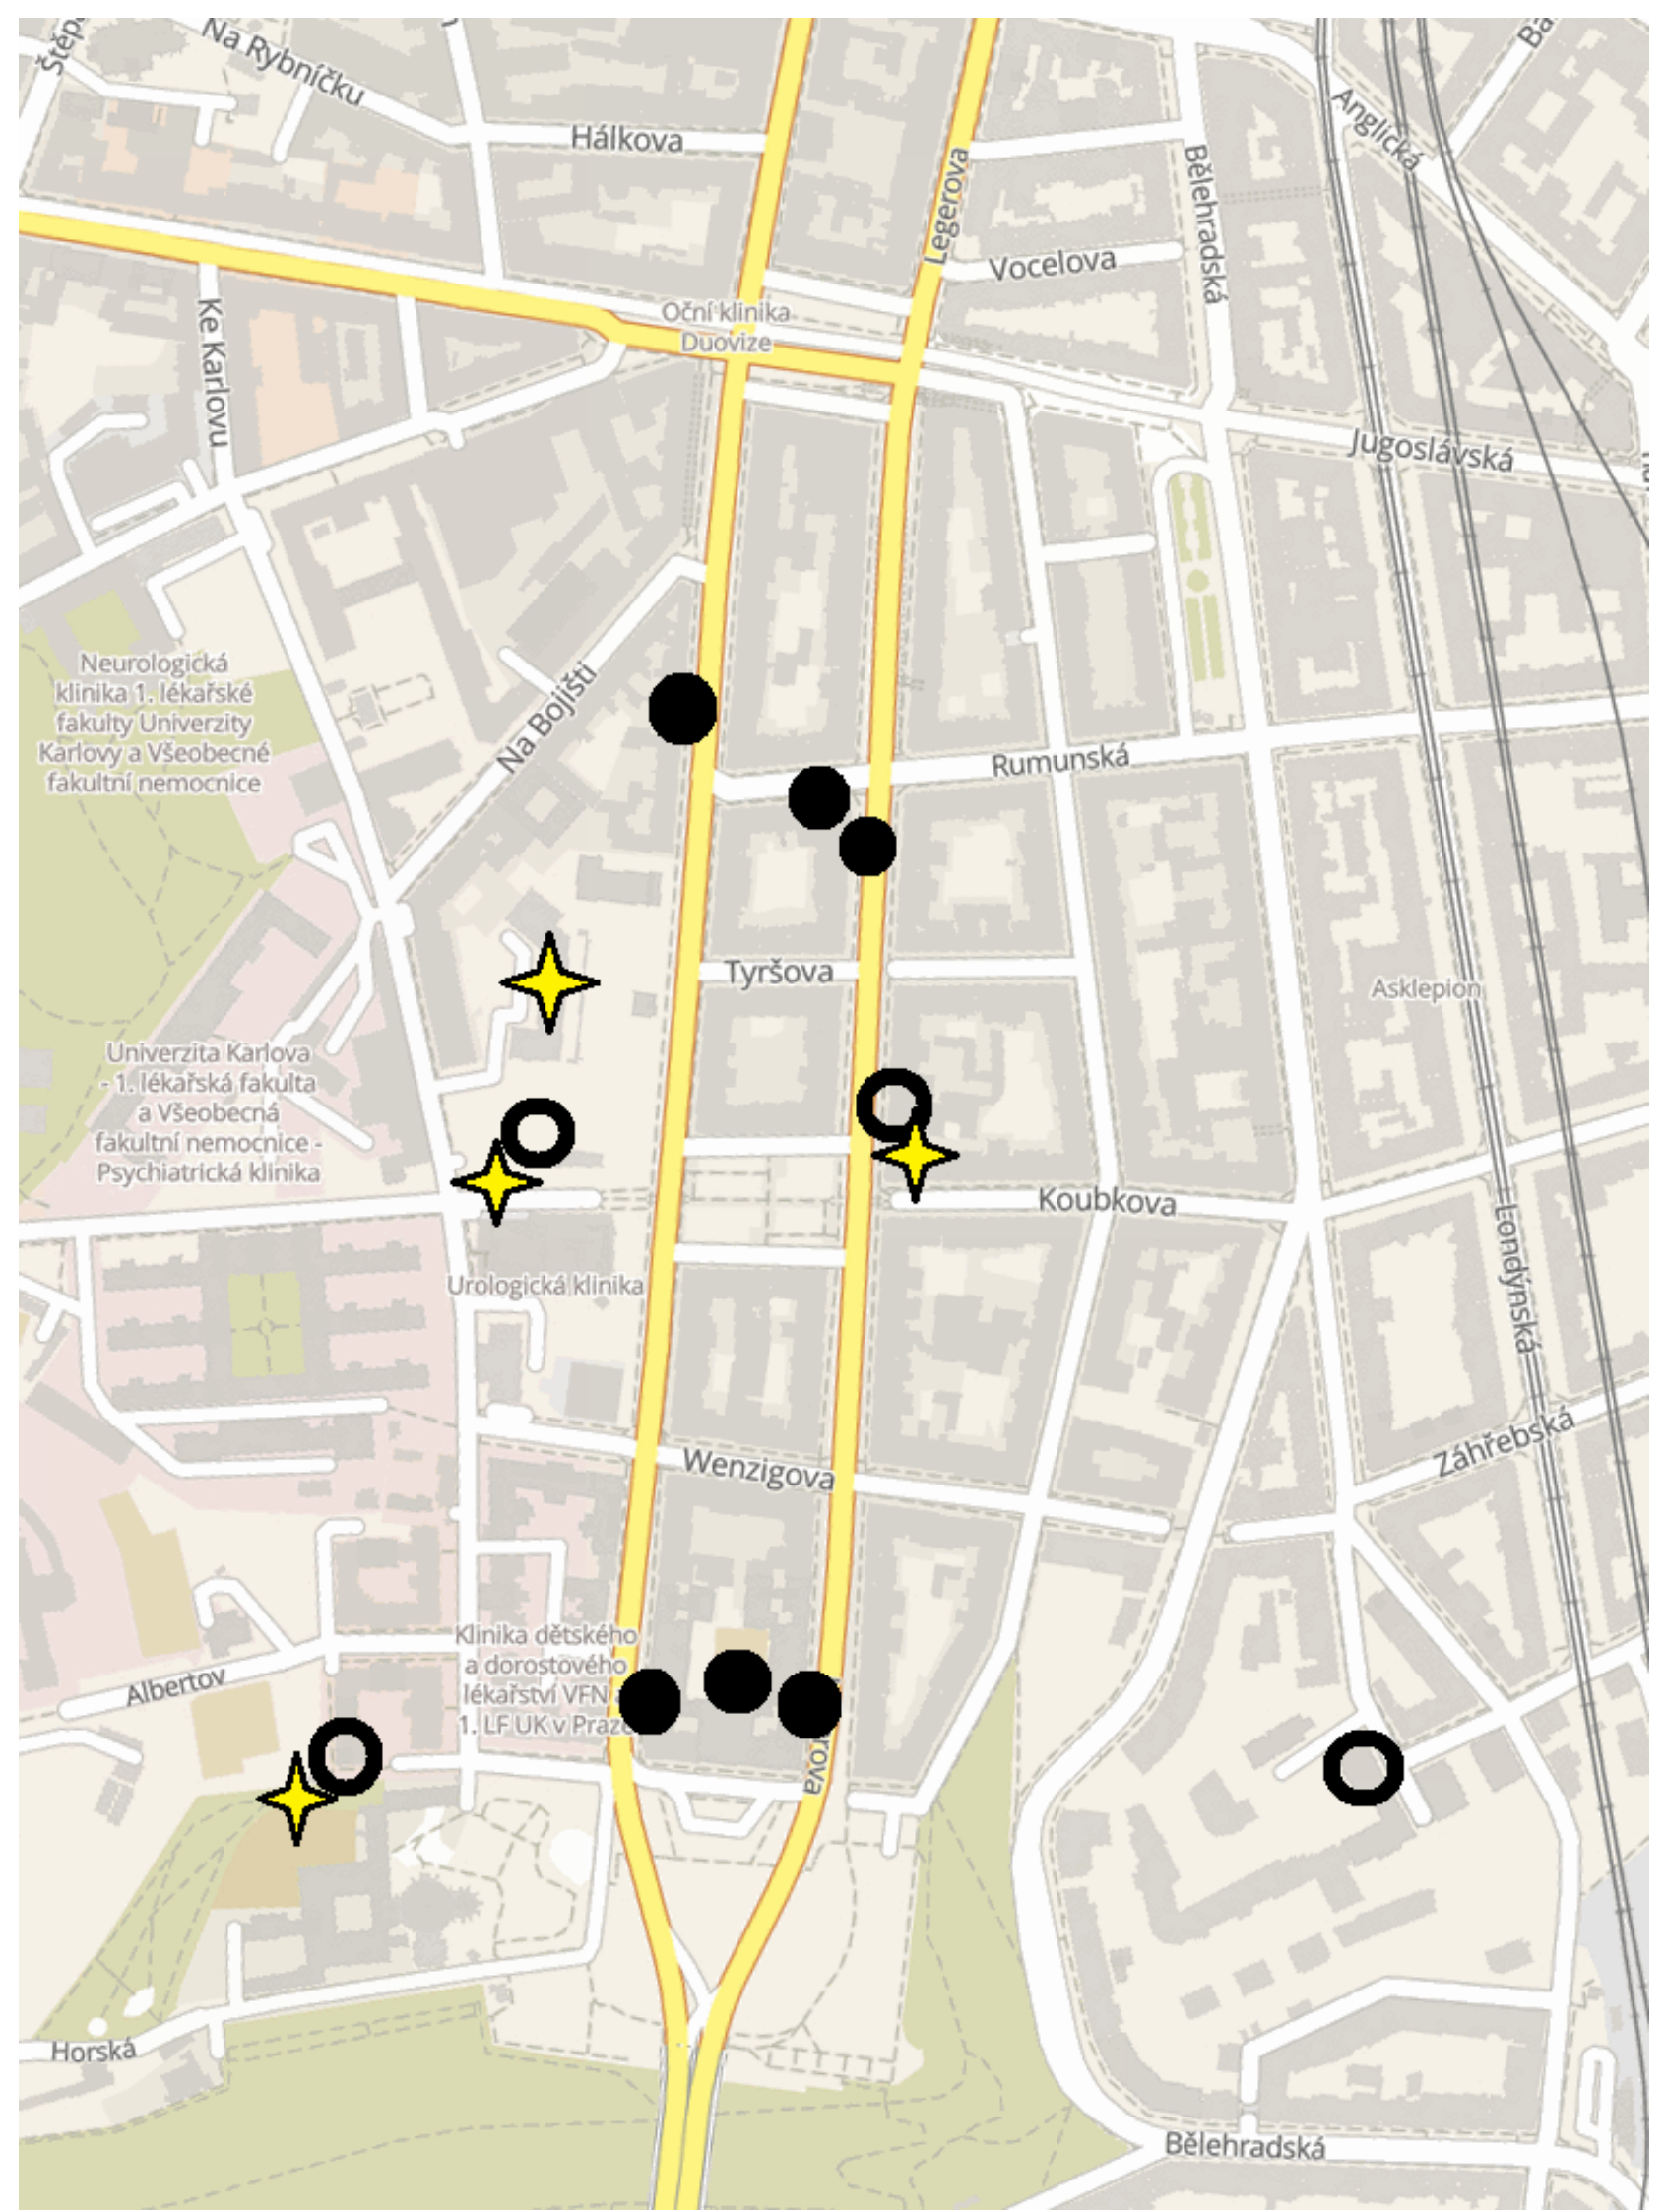 Na Rybníčku
Hálkova
Legerova
Bělehradská
Anglická
Vocelova
Oční klinika
Duovize
Ke Karlovu
Jugoslávská
Neurologická
klinika 1. lékařské
fakulty Univerzity
Karlovy a Všeobecné
fakultní nemocnice
Na Bojišti
Rumunská
Tyršova
Asklepion
Univerzita Karlova
- 1. lékařská fakulta
a Všeobecná
fakultní nemocnice -
Psychiatrická klinika
Koubkova
Londýnská
Urologická klinika
Wenzigova
Záhřebská
Klinika dětského
a dorostového
lékařství VFN
1. LF UK v Praze
Albertov
rova
Horská
Bělehradská